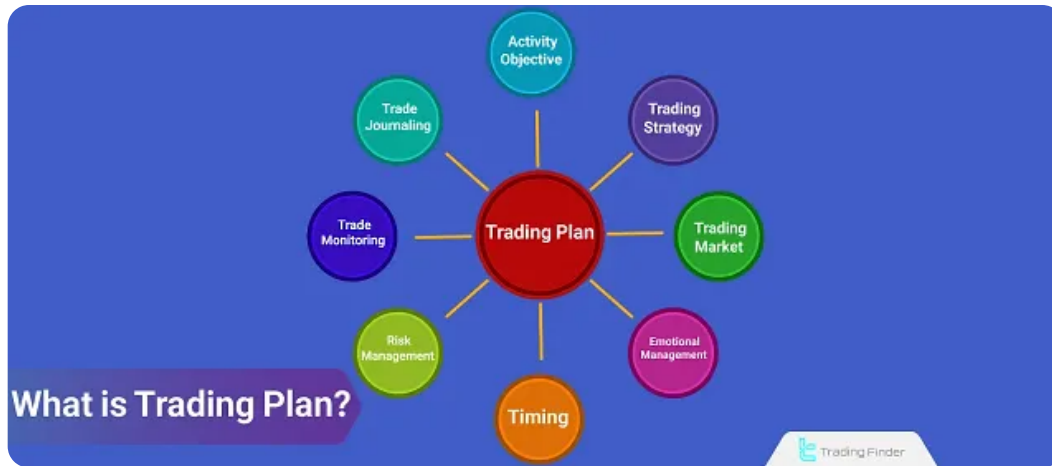 Activity
Objective
Trade
Journaling
Trading
Strategy
Trade
Monitoring
Trading Plan
Trading
Market
Risk
Management
Emotional
Management
Timing
What is Trading Plan?
Trading Finder